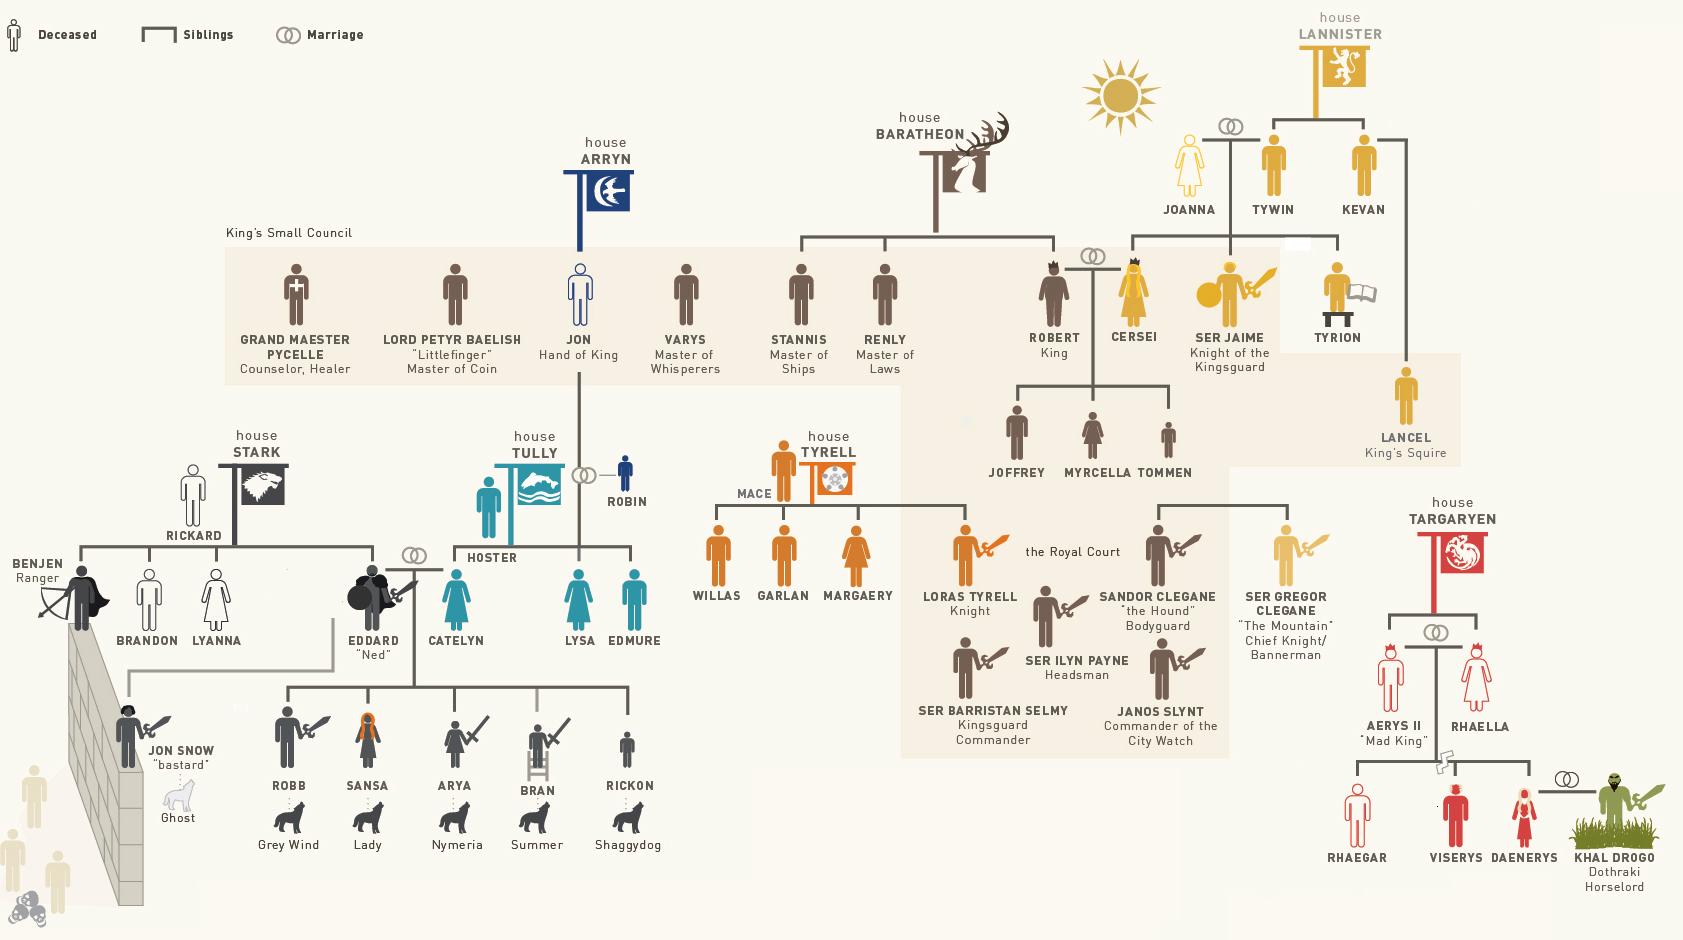 Deceased
Siblings
Marriage
house
LANNISTER
house
BARATHEON
house
ARRYN
JOANNA
TYWIN
KEVAN
King's Small Council
GRAND MAESTER
PYCELLE
Counselor, Healer
LORD PETYR BAELISH
"Littlefinger"
Master of Coin
JON
Hand of King
VARYS
Master of
Whisperers
STANNIS
Master of
Ships
RENLY
Master of
Laws
ROBERT
King
CERSEI
SER JAIME
Knight of the
Kingsguard
TYRION
LANCEL
King's Squire
JOFFREY
MYRCELLA
TOMMEN
house
STARK
RICKARD
house
TULLY
HOSTER
ROBIN
house
TYRELL
MACE
house
TARGARYEN
BENJEN
Ranger
BRANDON
LYANNA
EDDARD
"Ned"
CATELYN
LYSA
EDMURE
WILLAS
GARLAN
MARGAERY
LORAS TYRELL
Knight
the Royal Court
SANDOR CLEGANE
"the Hound"
Bodyguard
SER GREGOR
CLEGANE
"The Mountain"
Chief Knight/
Bannerman
SER ILYN PAYNE
Headsman
SER BARRISTAN SELMY
Kingsguard
Commander
JANOS SLYNT
Commander of the
City Watch
AERYS II
"Mad King"
RHAELLA
JON SNOW
"bastard"
Ghost
ROBB
SANSA
ARYA
BRAN
RICKON
Grey Wind
Lady
Nymeria
Summer
Shaggydog
RHAEGAR
VISERYS
DAENERYS
KHAL DROGO
Dothraki
Horselord